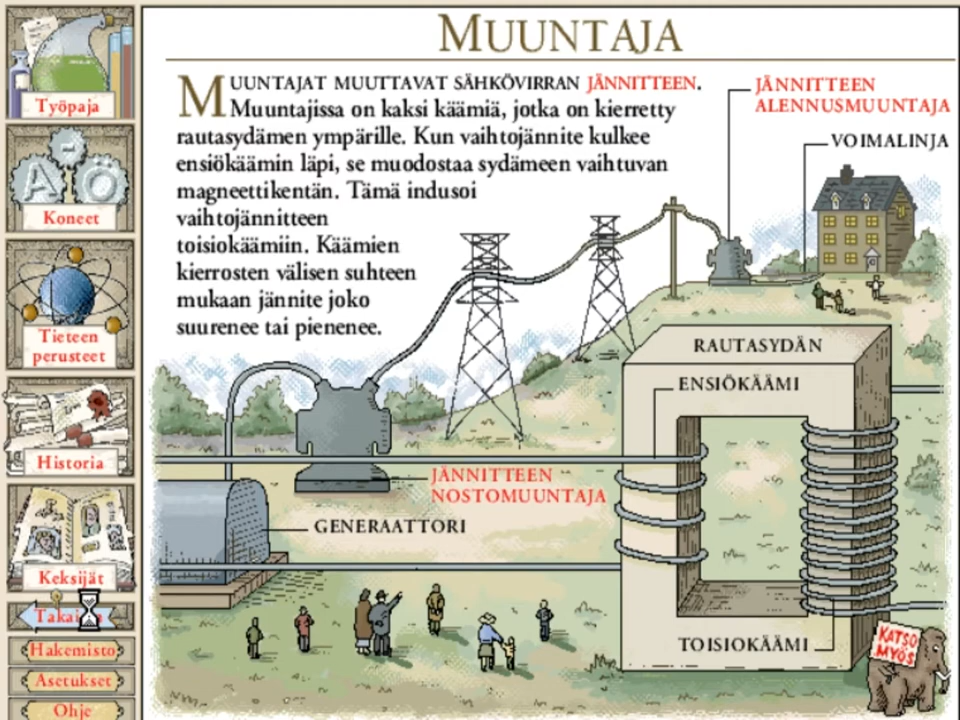 MUUNTAJA
MUUNTAJAT MUUTTAVAT SÄHKÖVIRRAN JÄNNITTEEN.
Muuntajissa on kaksi käämiä, jotka on kierretty
rautasydämen ympärille. Kun vaihtojännite kulkee
ensiökäämin läpi, se muodostaa sydämeen vaihtuvan
magneettikentän. Tämä indusoi
vaihtojännitteen
toisiokäämiin. Käämien
kierrosten välisen suhteen
mukaan jännite joko
suurenee tai pienenee.
JÄNNITTEEN
ALENNUSMUUNTAJA
VOIMALINJA
RAUTASYDÄN
ENSIÖKÄÄMI
JÄNNITTEEN
NOSTOMUUNTAJA
GENERAATTORI
TOISIOKÄÄMI
KATSO
MYÖS
Työpaja
A - Ö
Koneet
Tieteen
perusteet
Historia
Keksijät
Hakemisto
Asetukset
Ohje